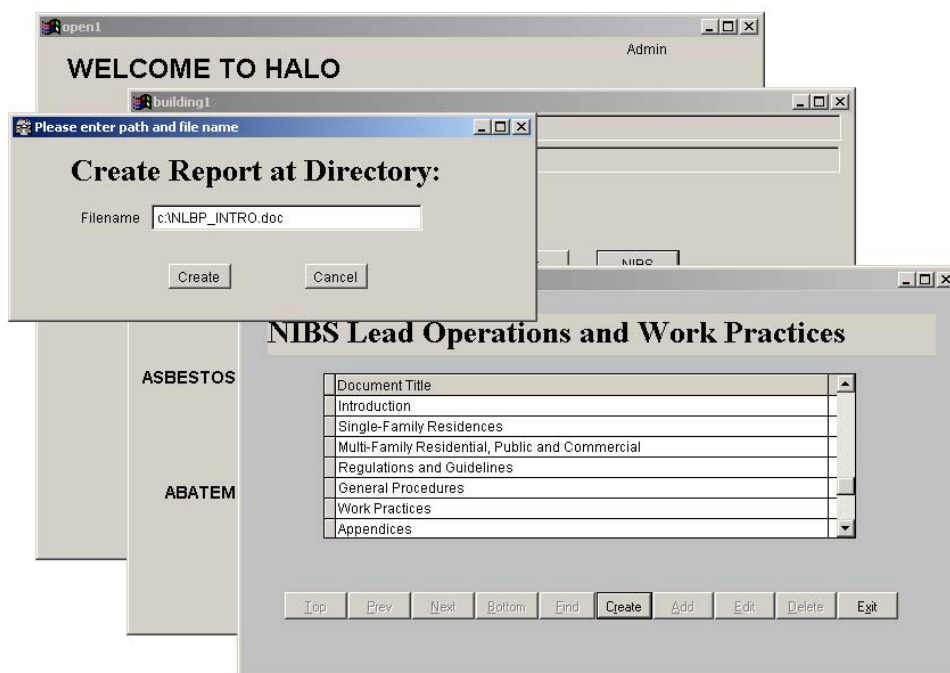 open1
Admin
WELCOME TO HALO
building1
Please enter path and file name
Create Report at Directory:
Filename c:\NLBP_INTRO.doc
Create Cancel
NIBS
NIBS Lead Operations and Work Practices
ASBESTOS
ABATEM
Document Title
Introduction
Single-Family Residences
Multi-Family Residential, Public and Commercial
Regulations and Guidelines
General Procedures
Work Practices
Appendices
Top Prev Next Bottom Find Create Add Edit Delete Exit